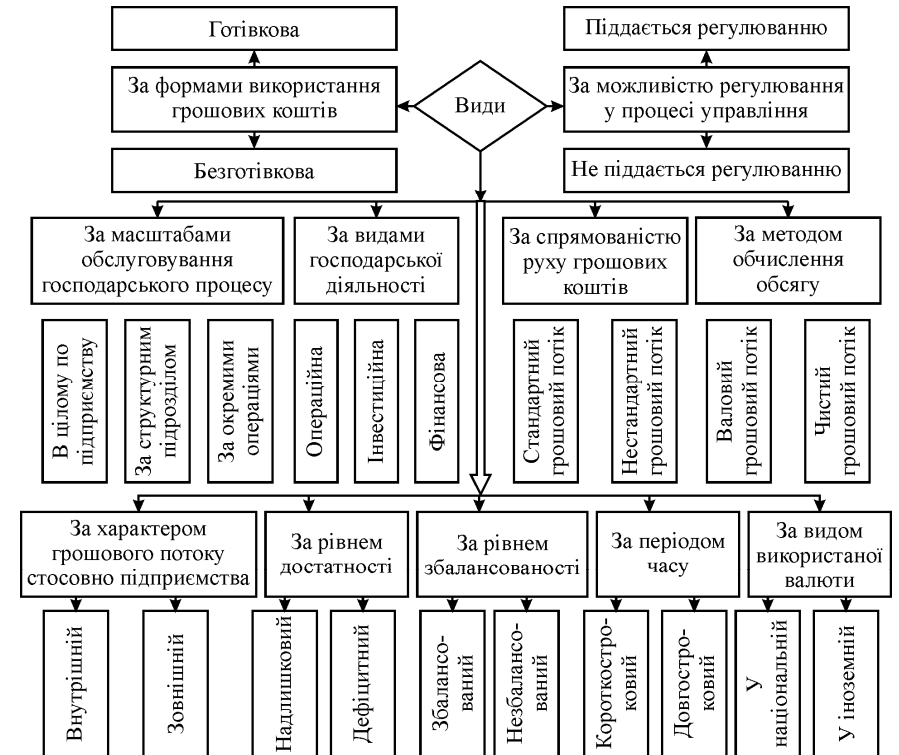 Готівкова
Піддається регулюванню
За формами використання
грошових коштів
Види
За можливістю регулювання
у процесі управління
Безготівкова
Не піддається регулюванню
За масштабами
обслуговування
господарського процесу
За видами
господарської
діяльності
За спрямованістю
руху грошових
коштів
За методом
обчислення
обсягу
В цілому по
підприємству
За структурним
підрозділом
За окремими
операціями
Операційна
Інвестиційна
Фінансова
Стандартний
грошовий потік
Нестандартний
грошовий потік
Валовий
грошовий потік
Чистий
грошовий потік
За характером
грошового потоку
стосовно підприємства
За рівнем
достатності
За рівнем
збалансованості
За періодом
часу
За видом
використаної
валюти
Внутрішній
Зовнішній
Надлишковий
Дефіцитний
Збалансо-
ваний
Незбалансо-
ваний
Короткостро-
ковий
Довгостро-
ковий
У
національній
У іноземній